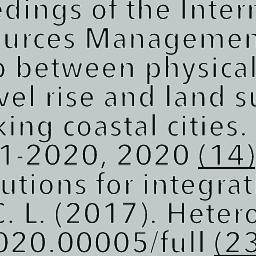 edings of the Intern
urces Managemen
between physical
vel rise and land su
king coastal cities.
1-2020, 2020 (14)
utions for integrat
C. L. (2017). Hetero
020.00005/full (23